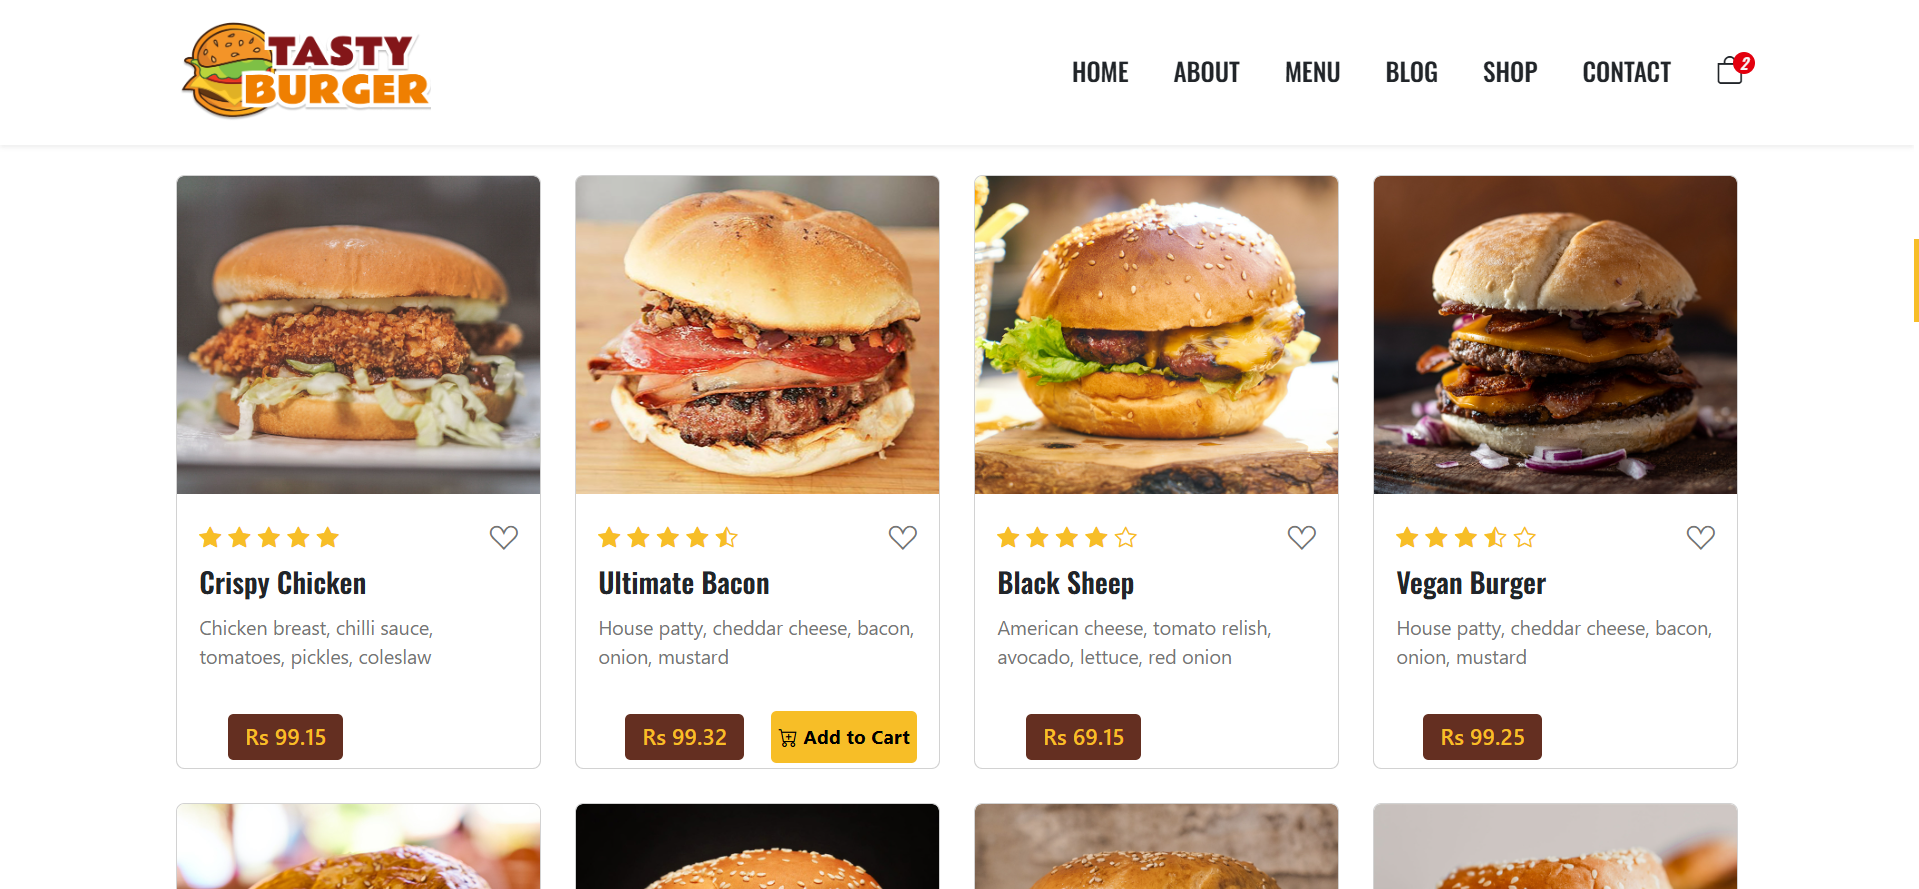 TASTY
BURGER
HOME ABOUT MENU BLOG SHOP CONTACT 2
Crispy Chicken
Chicken breast, chilli sauce,
tomatoes, pickles, coleslaw
Rs 99.15
Ultimate Bacon
House patty, cheddar cheese, bacon,
onion, mustard
Rs 99.32 Add to Cart
Black Sheep
American cheese, tomato relish,
avocado, lettuce, red onion
Rs 69.15
Vegan Burger
House patty, cheddar cheese, bacon,
onion, mustard
Rs 99.25